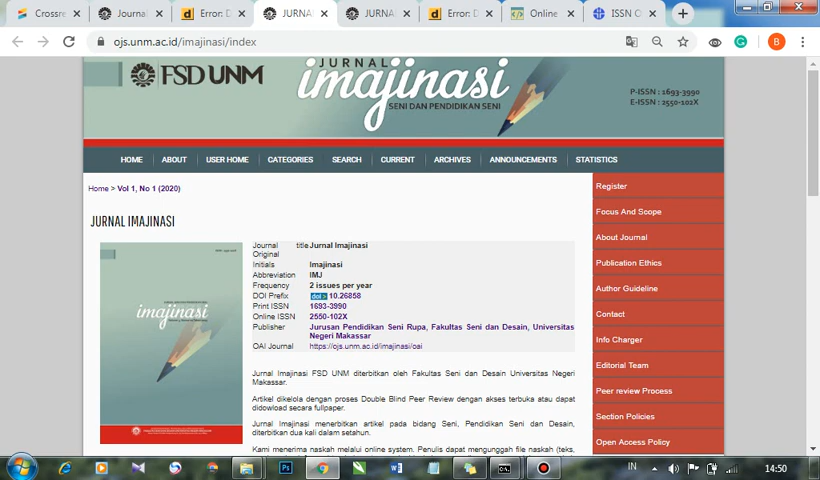 Crossre
Journal
Error: D
JURNA
JURNA
Error: D
Online
ISSN C
ojs.unm.ac.id/imajinasi/index
B
FSD UNM
JURNAL
imajinasi
SENI DAN PENDIDIKAN SENI
P-ISSN : 1693-3990
E-ISSN : 2550-102X
HOME ABOUT USER HOME CATEGORIES SEARCH CURRENT ARCHIVES ANNOUNCEMENTS STATISTICS
Home > Vol 1, No 1 (2020)
JURNAL IMAJINASI
imajinasi
Journal title Jurnal Imajinasi
Original
Initials Imajinasi
Abbreviation IMJ
Frequency 2 issues per year
DOI Prefix doi > 10.26858
Print ISSN 1693-3990
Online ISSN 2550-102X
Publisher Jurusan Pendidikan Seni Rupa, Fakultas Seni dan Desain, Universitas
Negeri Makassar
OAI Journal https://ojs.unm.ac.id/imajinasi/oai
Jurnal Imajinasi FSD UNM diterbitkan oleh Fakultas Seni dan Desain Universitas Negeri
Makassar.
Artikel dikelola dengan proses Double Blind Peer Review dengan akses terbuka atau dapat
didowload secara fullpaper.
Jurnal Imajinasi menerbitkan artikel pada bidang Seni, Pendidikan Seni dan Desain,
diterbitkan dua kali dalam setahun.
Kami menerima naskah melalui online system. Penulis dapat mengunggah file naskah (teks,
Register
Focus And Scope
About Journal
Publication Ethics
Author Guideline
Contact
Info Charger
Editorial Team
Peer review Process
Section Policies
Open Access Policy
IN
14:50